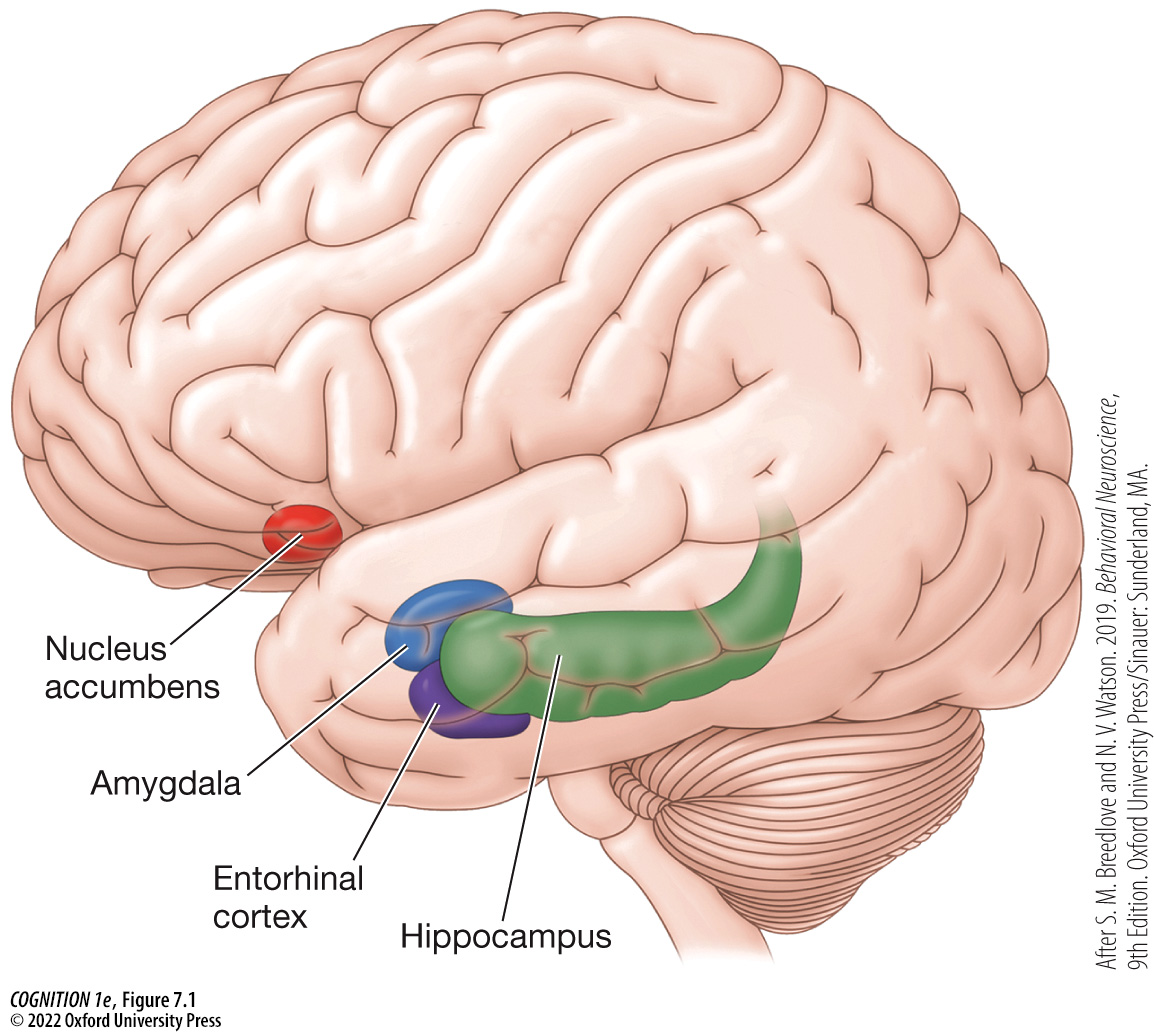 Nucleus
accumbens
Amygdala
Entorhinal
cortex
Hippocampus
After S. M. Breedlove and N. V. Watson. 2019. Behavioral Neuroscience,
9th Edition. Oxford University Press/Sinauer: Sunderland, MA.
COGNITION 1e, Figure 7.1
© 2022 Oxford University Press